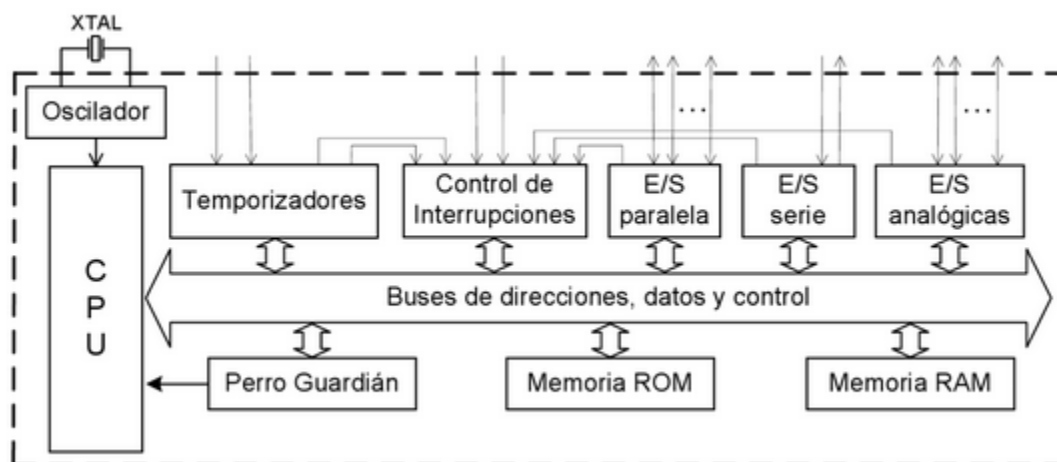 XTAL
Oscilador
CPU
Temporizadores
Control de
Interrupciones
E/S
paralela
E/S
serie
E/S
analógicas
...
...
Buses de direcciones, datos y control
Perro Guardián
Memoria ROM
Memoria RAM